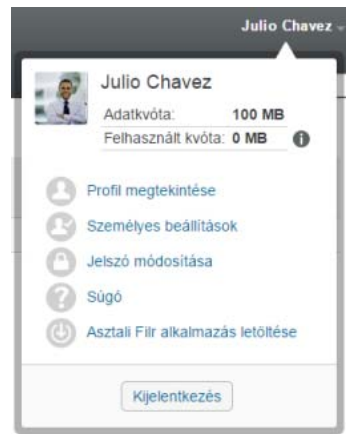 Julio Chavez
Julio Chavez
Adatkvóta: 100 MB
Felhasznált kvóta: 0 MB
Profil megtekintése
Személyes beállítások
Jelszó módosítása
Súgó
Asztali Filr alkalmazás letöltése
Kijelentkezés